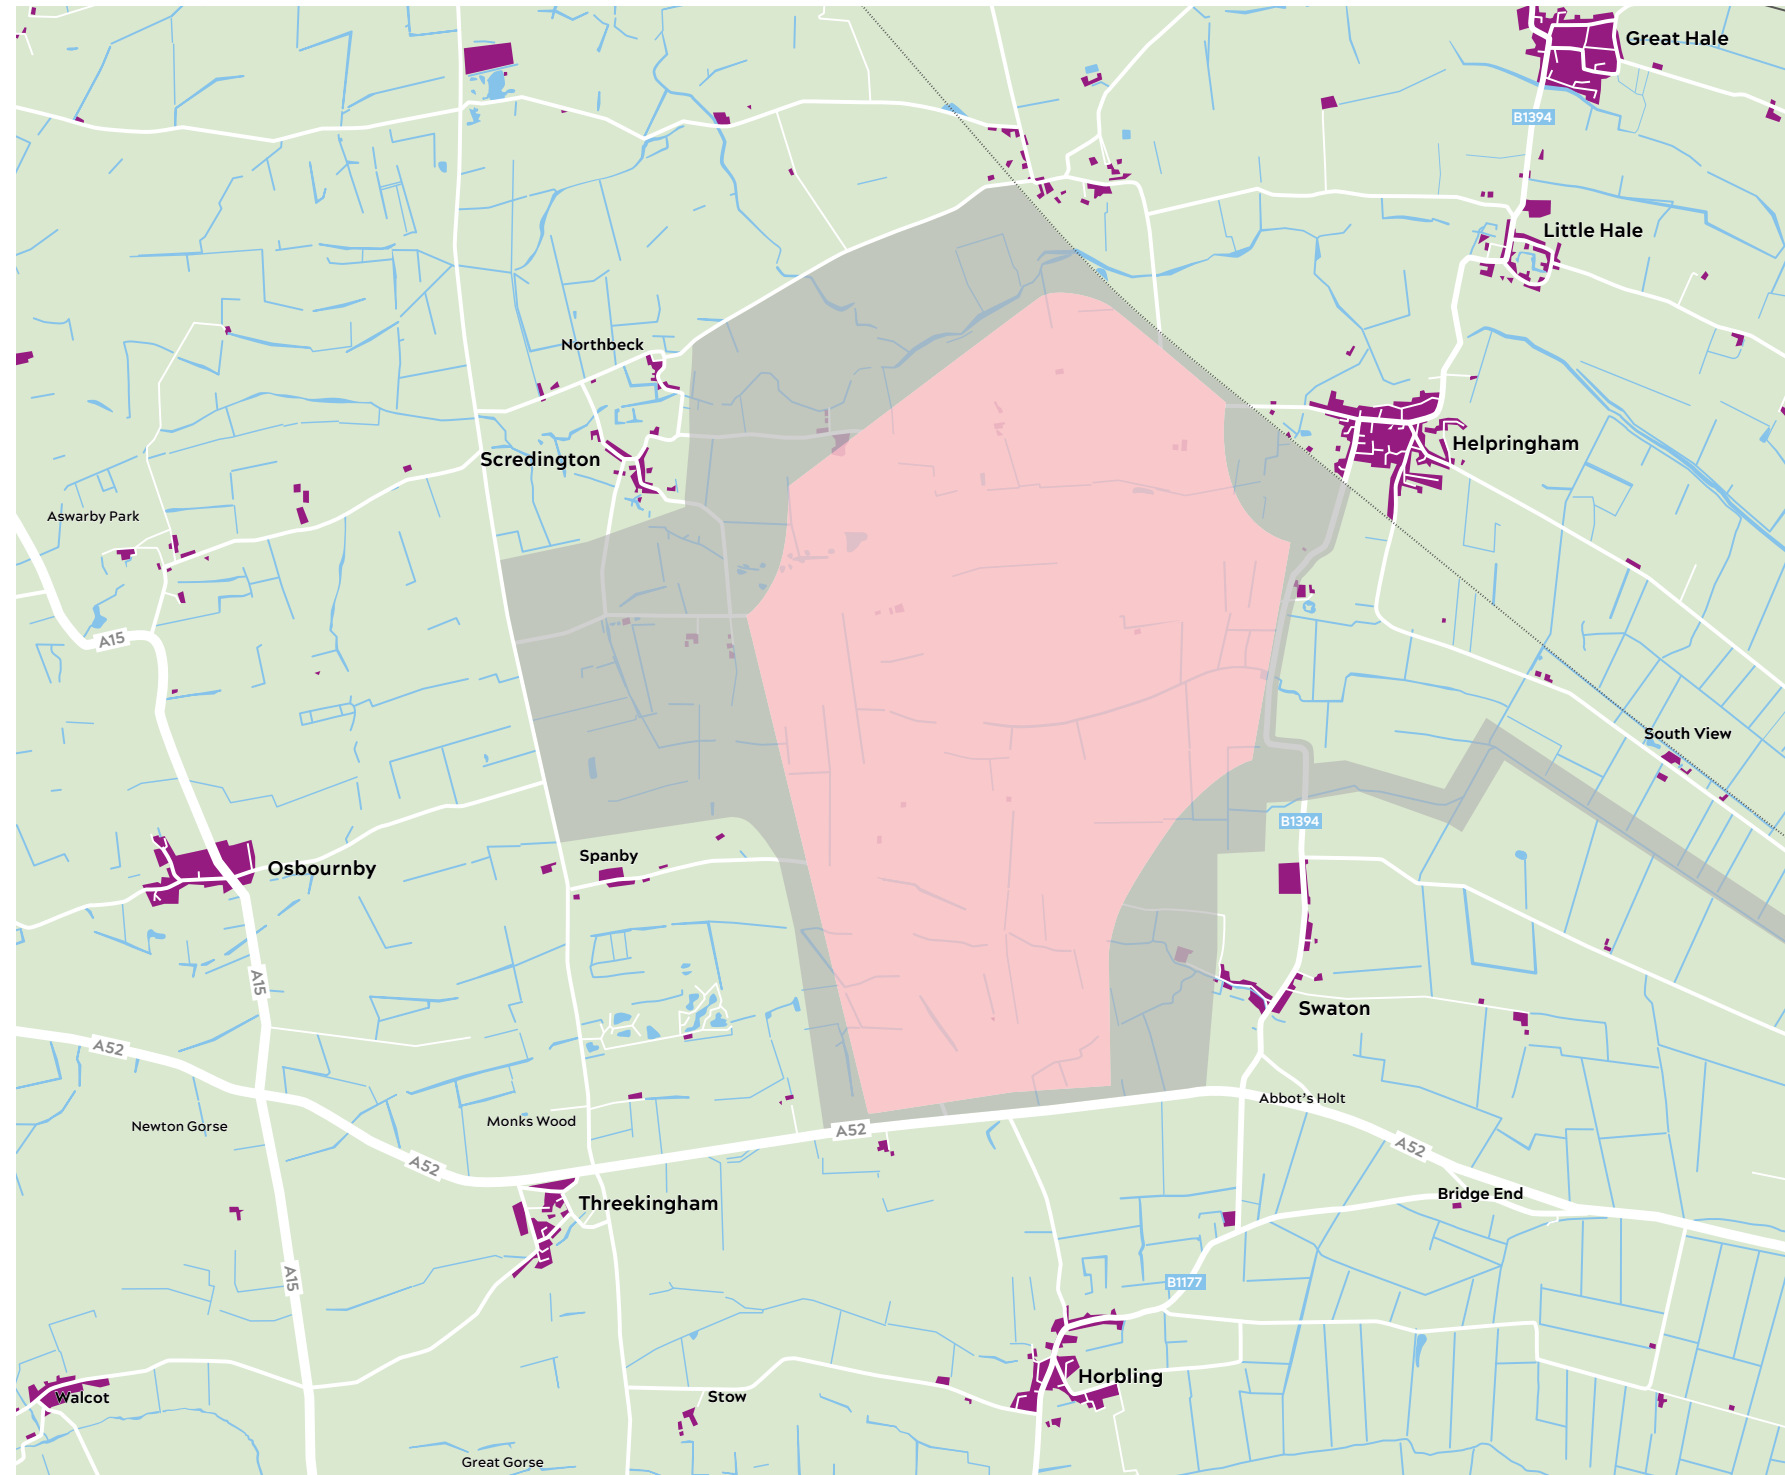 Great Hale
B1394
Little Hale
Northbeck
Helpringham
Scredington
Aswarby Park
A15
South View
B1394
Spanby
Osbournby
A15
Swaton
A52
Abbot's Holt
Newton Gorse
Monks Wood
A52
A52
A52
Bridge End
Threekingham
A15
B1177
Horbling
Walcot
Stow
Great Gorse